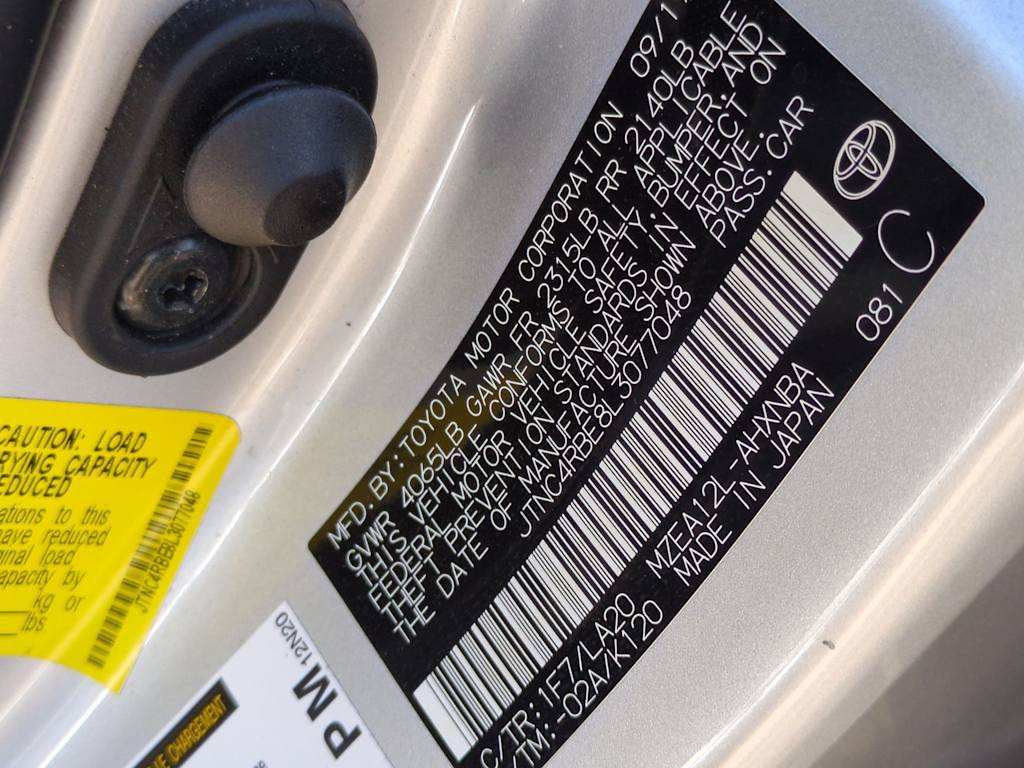 MFD. BY: TOYOTA MOTOR CORPORATION 09/1
GVWR 4065LB GAWR FR 2315LB RR 2140LB
THIS VEHICLE CONFORMS TO ALL APPLICABLE
FEDERAL MOTOR VEHICLE SAFETY, BUMPER, AND
THEFT PREVENTION STANDARDS IN EFFECT ON
THE DATE OF MANUFACTURE SHOWN ABOVE.
JTNC4RBE8L3077048 PASS. CAR
C/TR: 1F7/LA20
/TM: -02A/K120
MZEA12L-AHXNBA
MADE IN JAPAN
081
C
CAUTION: LOAD
RYING CAPACITY
EDUCED
ations to this
have reduced
ginal load
apacity by
kg or
lbs
JTNC4RBE8L3077048
PM
12N20
E CHARGEMENT